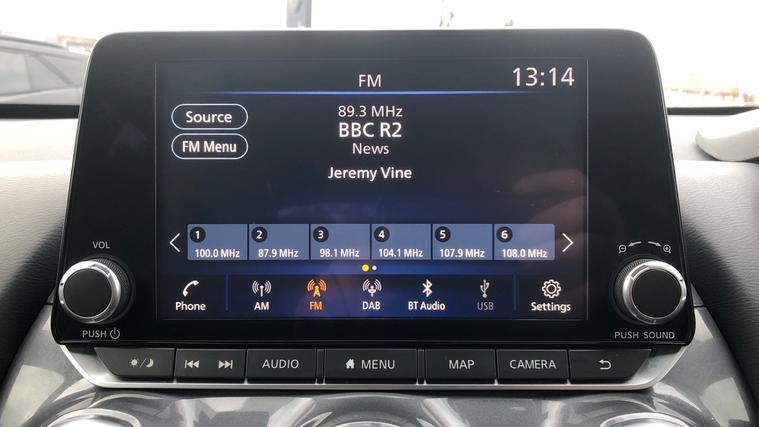 FM
13:14
Source
FM Menu
89.3 MHz
BBC R2
News
Jeremy Vine
1 2 3 4 5 6
100.0 MHz 87.9 MHz 98.1 MHz 104.1 MHz 107.9 MHz 108.0 MHz
Phone AM FM DAB BT Audio USB Settings
VOL
PUSH
PUSH SOUND
AUDIO MENU MAP CAMERA